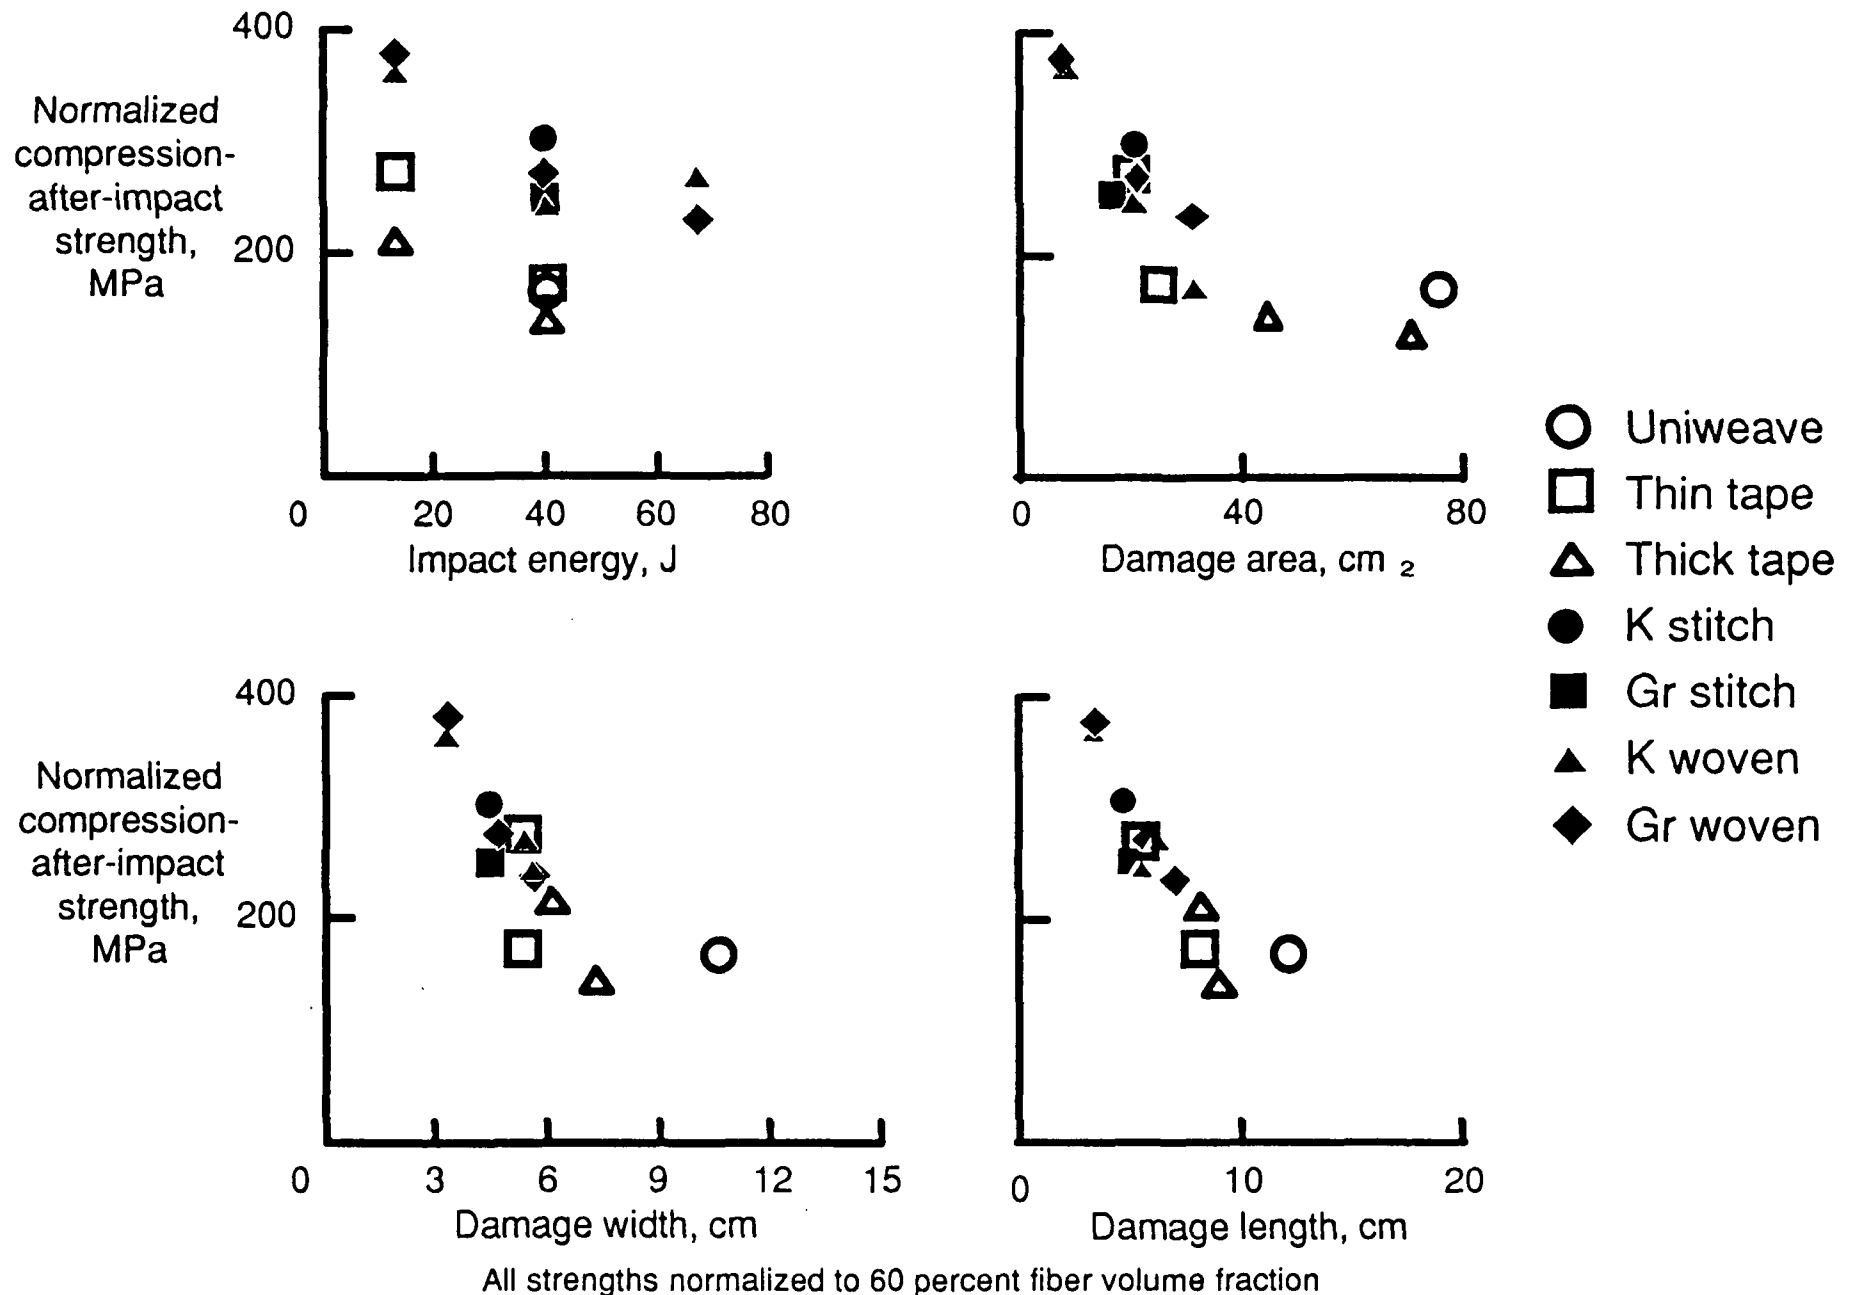 400
Normalized
compression-
after-impact
strength,
MPa
200
0 20 40 60 80
Impact energy, J
0 40 80
Damage area, cm 2
Uniweave
Thin tape
Thick tape
K stitch
Gr stitch
K woven
Gr woven
400
Normalized
compression-
after-impact
strength,
MPa
200
0 3 6 9 12 15
Damage width, cm
0 10 20
Damage length, cm
All strengths normalized to 60 percent fiber volume fraction